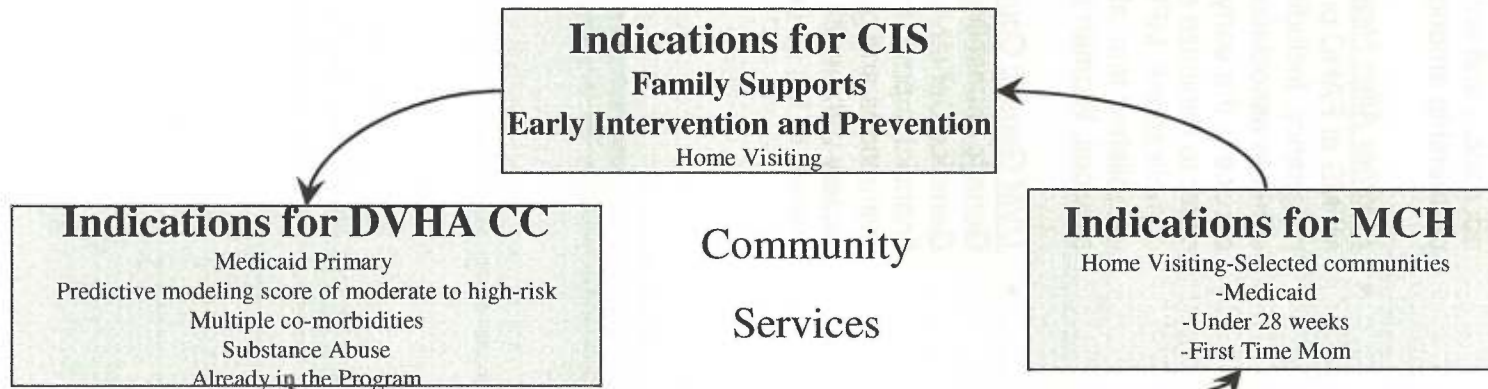 Indications for CIS
Family Supports
Early Intervention and Prevention
Home Visiting
Indications for DVHA CC
Medicaid Primary
Predictive modeling score of moderate to high-risk
Multiple co-morbidities
Substance Abuse
Already in the Program
Community
Services
Indications for MCH
Home Visiting-Selected communities
-Medicaid
-Under 28 weeks
-First Time Mom